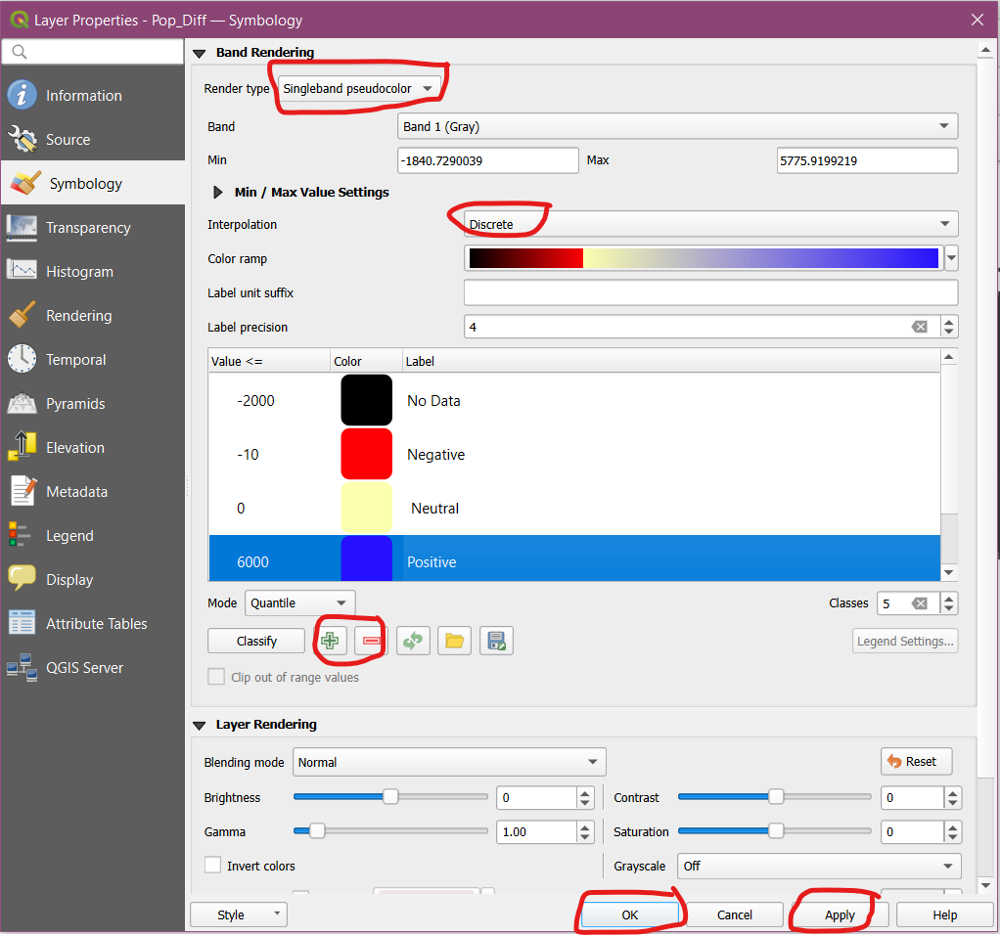 Layer Properties - Pop_Diff — Symbology
Information
Source
Symbology
Transparency
Histogram
Rendering
Temporal
Pyramids
Elevation
Metadata
Legend
Display
Attribute Tables
QGIS Server
Band Rendering
Render type Singleband pseudocolor
Band Band 1 (Gray)
Min -1840.7290039 Max 5775.9199219
Min / Max Value Settings
Interpolation Discrete
Color ramp
Label unit suffix
Label precision 4
Value <= Color Label
-2000 No Data
-10 Negative
0 Neutral
6000 Positive
Mode Quantile Classes 5
Classify Legend Settings...
Clip out of range values
Layer Rendering
Blending mode Normal Reset
Brightness 0 Contrast 0
Gamma 1.00 Saturation 0
Invert colors Grayscale Off
Style OK Cancel Apply Help